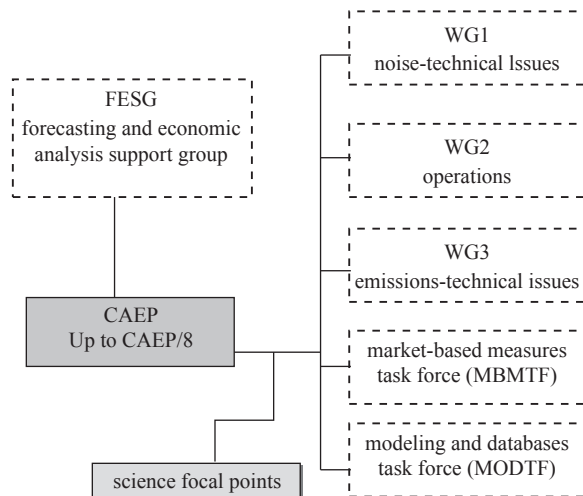 FESG
forecasting and economic
analysis support group
CAEP
Up to CAEP/8
science focal points
WG1
noise-technical lssues
WG2
operations
WG3
emissions-technical issues
market-based measures
task force (MBMTF)
modeling and databases
task force (MODTF)